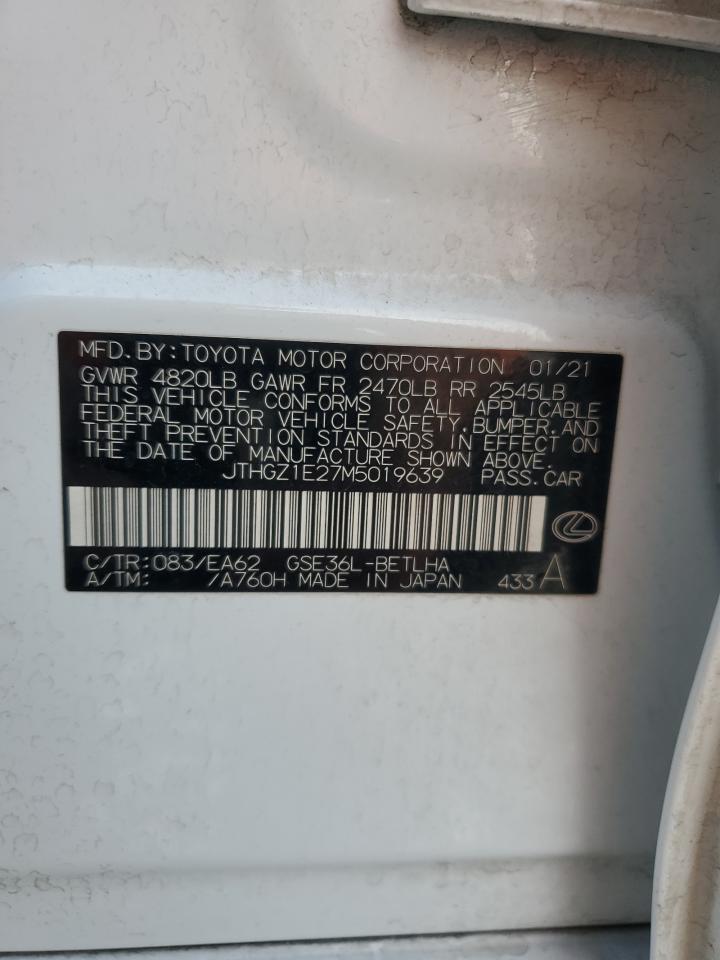 MFD. BY: TOYOTA MOTOR CORPORATION 01/21
GVWR 4820LB GAWR FR 2470LB RR 2545LB
THIS VEHICLE CONFORMS TO ALL APPLICABLE
FEDERAL MOTOR VEHICLE SAFETY, BUMPER, AND
THEFT PREVENTION STANDARDS IN EFFECT ON
THE DATE OF MANUFACTURE SHOWN ABOVE.
JTHGZ1E27M5019639 PASS. CAR
C/TR: 083/EA62 GSE36L-BETLHA
A/TM: /A760H MADE IN JAPAN 433 A